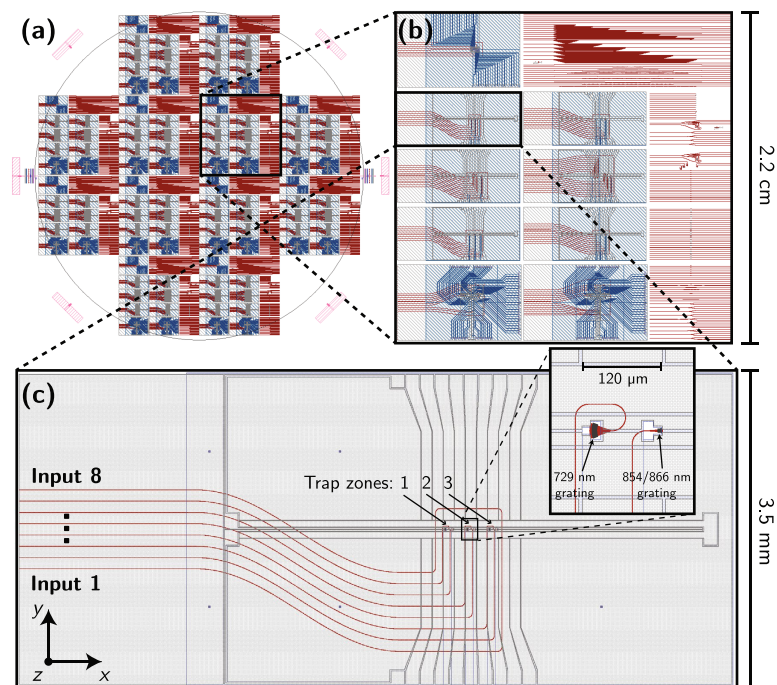 (a)
(b)
2.2 cm
(c)
120 μm
729 nm
grating
854/866 nm
grating
Input 8
Trap zones: 1 2 3
Input 1
y
z
x
3.5 mm